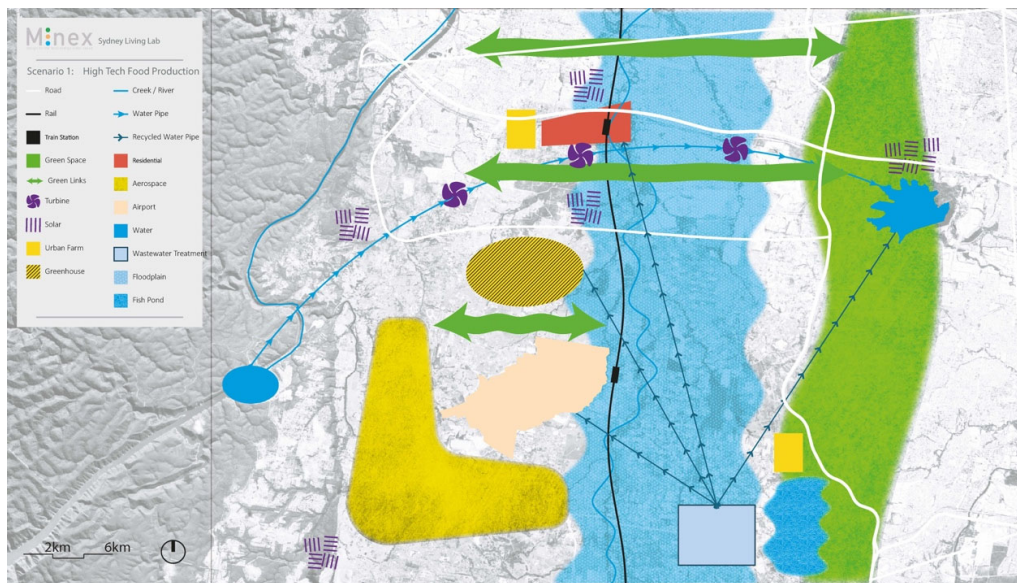 Minex Sydney Living Lab
Scenario 1: High Tech Food Production
Road
Creek / River
Rail
Water Pipe
Train Station
Recycled Water Pipe
Green Space
Residential
Green Links
Aerospace
Turbine
Airport
Solar
Water
Urban Farm
Wastewater Treatment
Greenhouse
Floodplain
Fish Pond
2km 6km